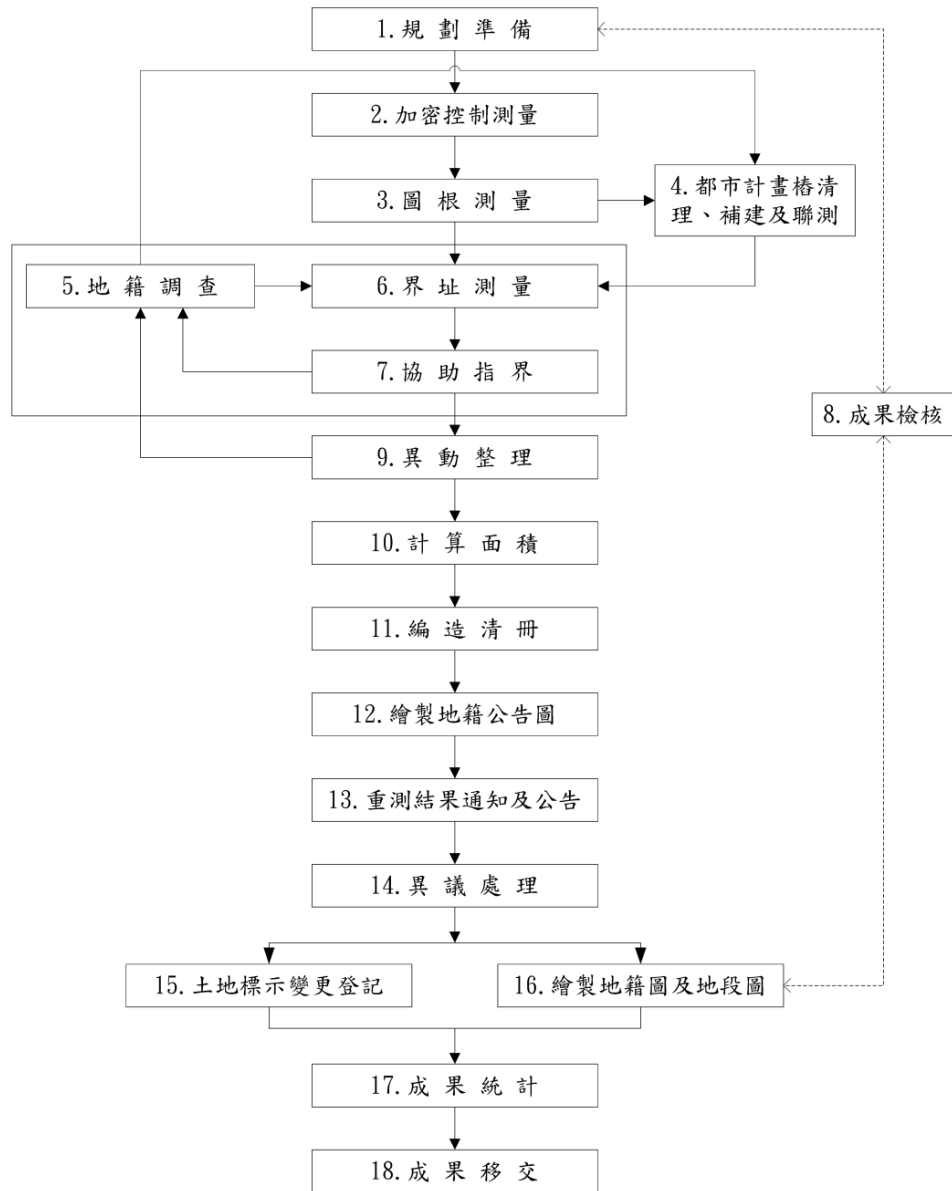 1.規劃準備
2.加密控制測量
3.圖根測量
4.都市計畫樁清
理、補建及聯測
5.地籍調查
6.界址測量
7.協助指界
8.成果檢核
9.異動整理
10.計算面積
11.編造清冊
12.繪製地籍公告圖
13.重測結果通知及公告
14.異議處理
15.土地標示變更登記
16.繪製地籍圖及地段圖
17.成果統計
18.成果移交